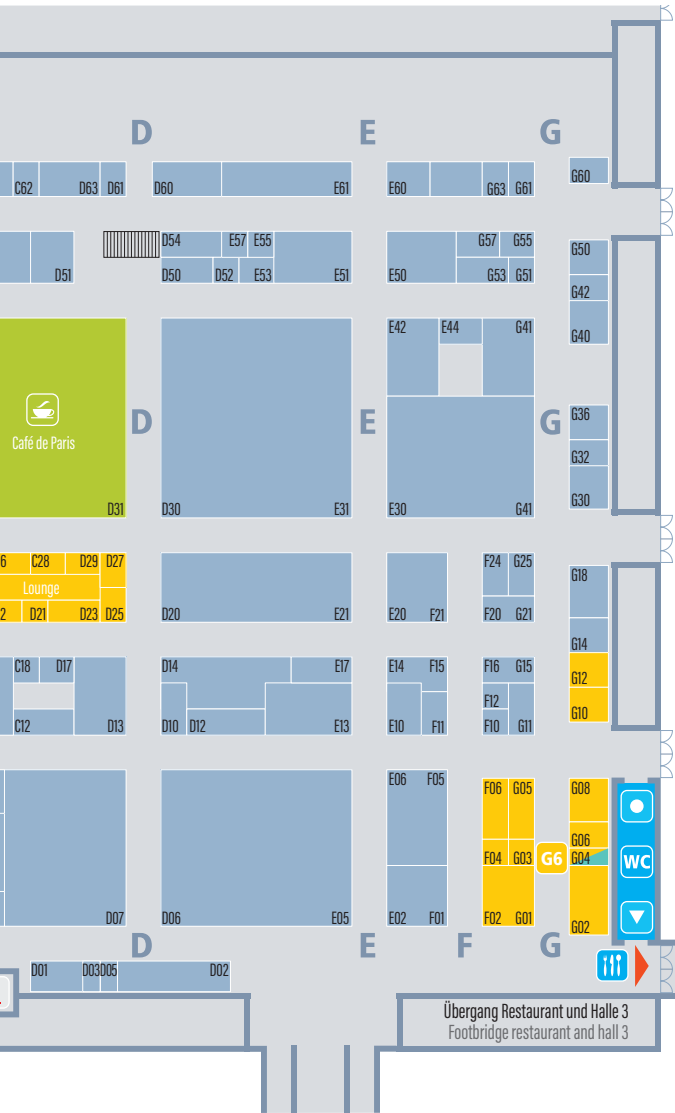 D E G
C62 D63 D61 D60 E61 E60 G63 G61 G60
D54 E57 E55 G57 G55 G50
D51 D50 D52 E53 E51 E50 G53 G51
G42
E42 E44 G41 G40
D E G
G36
Café de Paris
G32
G30
D31 D30 E31 E30 G41
6 C28 D29 D27 F24 G25
G18
Lounge
2 D21 D23 D25 D20 E21 E20 F21 F20 G21
G14
C18 D17 D14 E17 E14 F15 F16 G15
G12
F12
G10
C12 D13 D10 D12 E13 E10 F11 F10 G11
E06 F05 F06 G05 G08
G06
F04 G03 G6 G04 WC
D07 D06 E05 E02 F01 F02 G01 G02
D E F G
D01 D03 D05 D02
Übergang Restaurant und Halle 3
Footbridge restaurant and hall 3